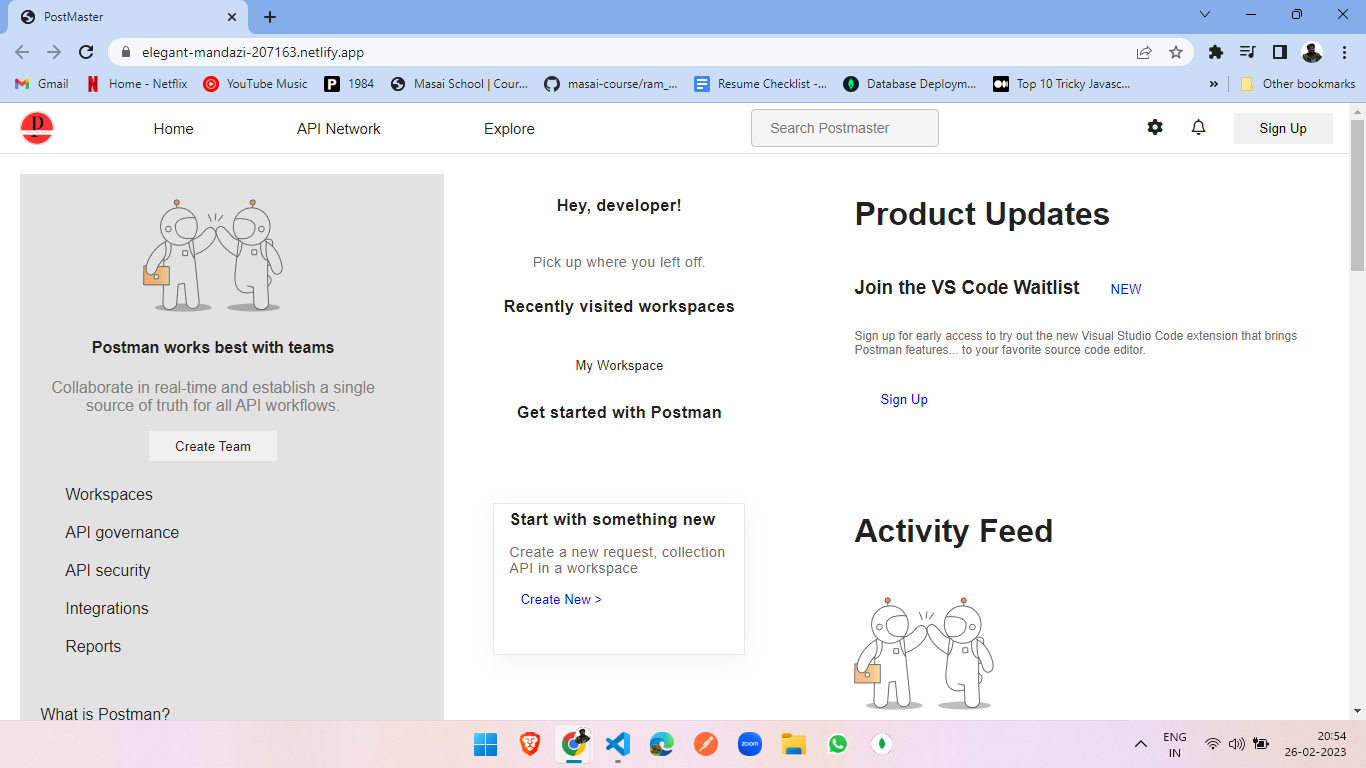 PostMaster
elegant-mandazi-207163.netlify.app
Gmail
Home - Netflix
YouTube Music
1984
Masai School | Cour...
masai-course/ram_...
Resume Checklist -...
Database Deploym...
Top 10 Tricky Javasc...
»
Other bookmarks
P
Home
API Network
Explore
Search Postmaster
Sign Up
Postman works best with teams
Collaborate in real-time and establish a single
source of truth for all API workflows.
Create Team
Workspaces
API governance
API security
Integrations
Reports
What is Postman?
Hey, developer!
Pick up where you left off.
Recently visited workspaces
My Workspace
Get started with Postman
Start with something new
Create a new request, collection
API in a workspace
Create New >
Product Updates
Join the VS Code Waitlist NEW
Sign up for early access to try out the new Visual Studio Code extension that brings
Postman features... to your favorite source code editor.
Sign Up
Activity Feed
zoom
ENG
IN
20:54
26-02-2023